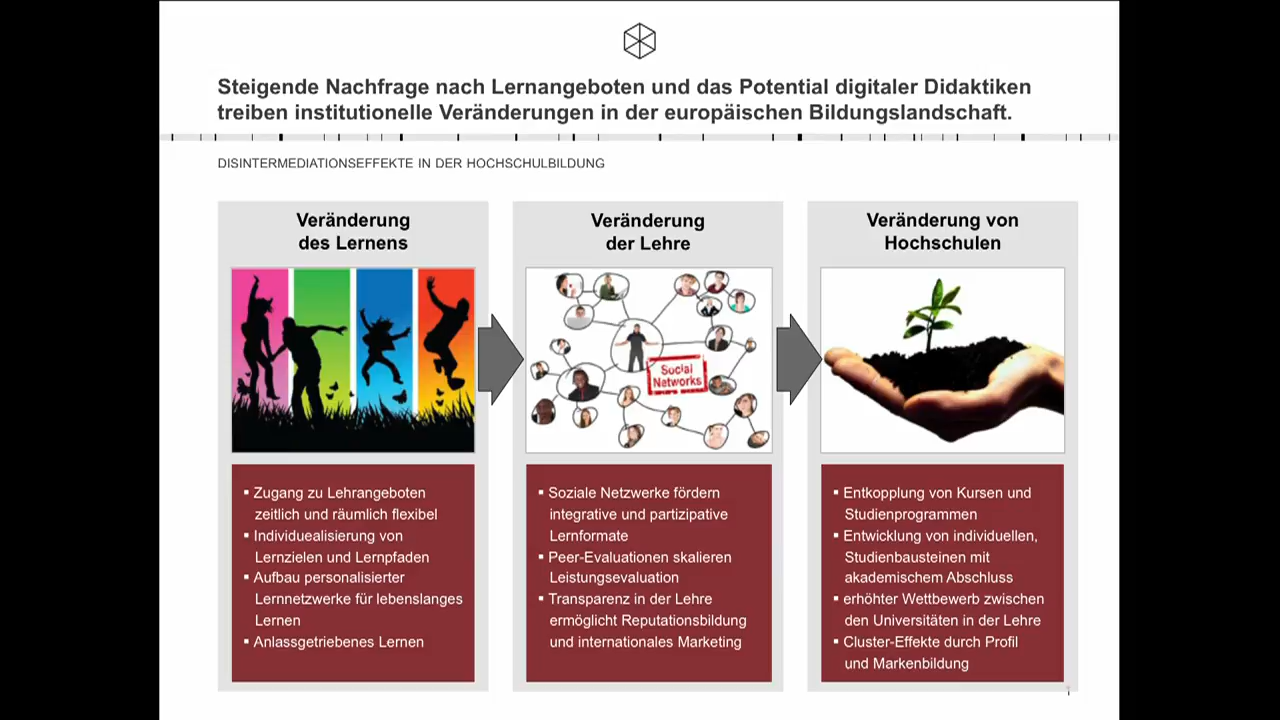 Steigende Nachfrage nach Lernangeboten und das Potential digitaler Didaktiken
treiben institutionelle Veränderungen in der europäischen Bildungslandschaft.
DISINTERMEDIATIONSEFFEKTE IN DER HOCHSCHULBILDUNG
Veränderung
des Lernens
▪ Zugang zu Lehrangeboten
zeitlich und räumlich flexibel
▪ Individuealisierung von
Lernzielen und Lernpfaden
▪ Aufbau personalisierter
Lernnetzwerke für lebenslanges
Lernen
▪ Anlassgetriebenes Lernen
Veränderung
der Lehre
Social
Networks
▪ Soziale Netzwerke fördern
integrative und partizipative
Lernformate
▪ Peer-Evaluationen skalieren
Leistungsevaluation
▪ Transparenz in der Lehre
ermöglicht Reputationsbildung
und internationales Marketing
Veränderung von
Hochschulen
▪ Entkopplung von Kursen und
Studienprogrammen
▪ Entwicklung von individuellen,
Studienbausteinen mit
akademischem Abschluss
▪ erhöhter Wettbewerb zwischen
den Universitäten in der Lehre
▪ Cluster-Effekte durch Profil
und Markenbildung